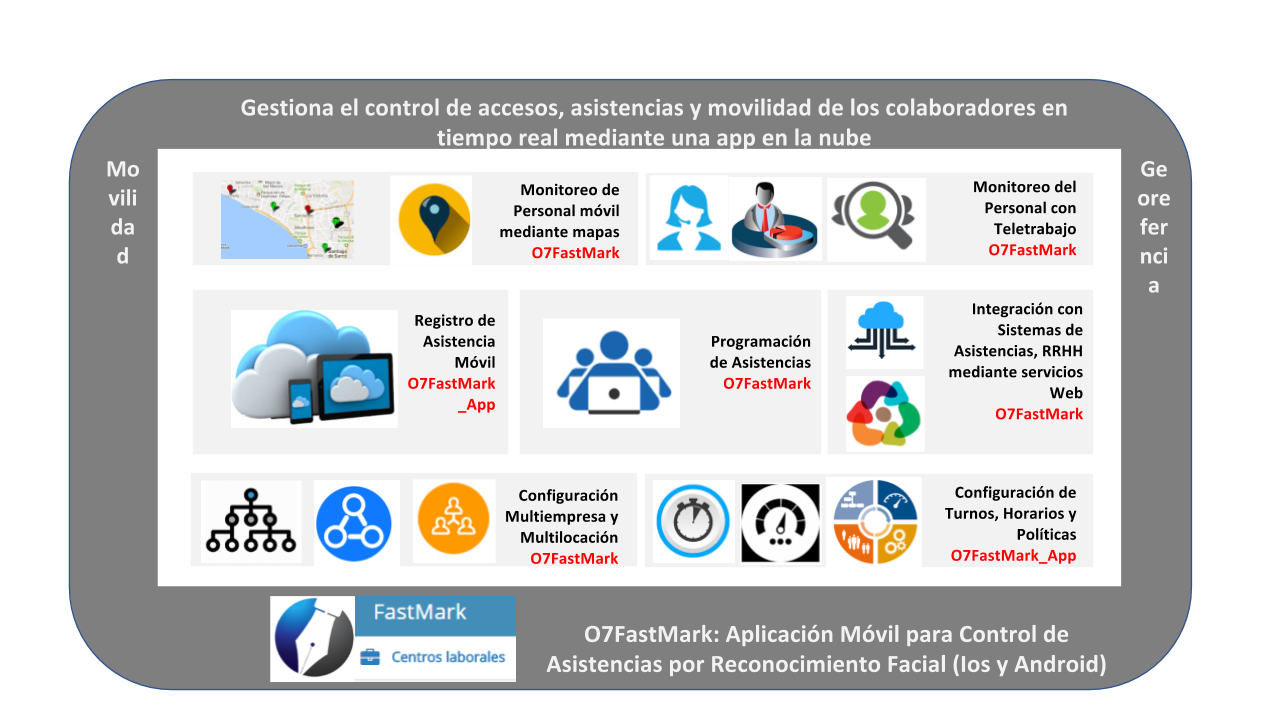 Gestiona el control de accesos, asistencias y movilidad de los colaboradores en
tiempo real mediante una app en la nube
Mo
vili
da
d
Ge
ore
fer
nci
a
Monitoreo de
Personal móvil
mediante mapas
O7FastMark
Monitoreo del
Personal con
Teletrabajo
O7FastMark
Registro de
Asistencia
Móvil
O7FastMark
_App
Programación
de Asistencias
O7FastMark
Integración con
Sistemas de
Asistencias, RRHH
mediante servicios
Web
O7FastMark
Configuración
Multiempresa y
Multilocación
O7FastMark
Configuración de
Turnos, Horarios y
Políticas
O7FastMark_App
FastMark
Centros laborales
O7FastMark: Aplicación Móvil para Control de
Asistencias por Reconocimiento Facial (Ios y Android)